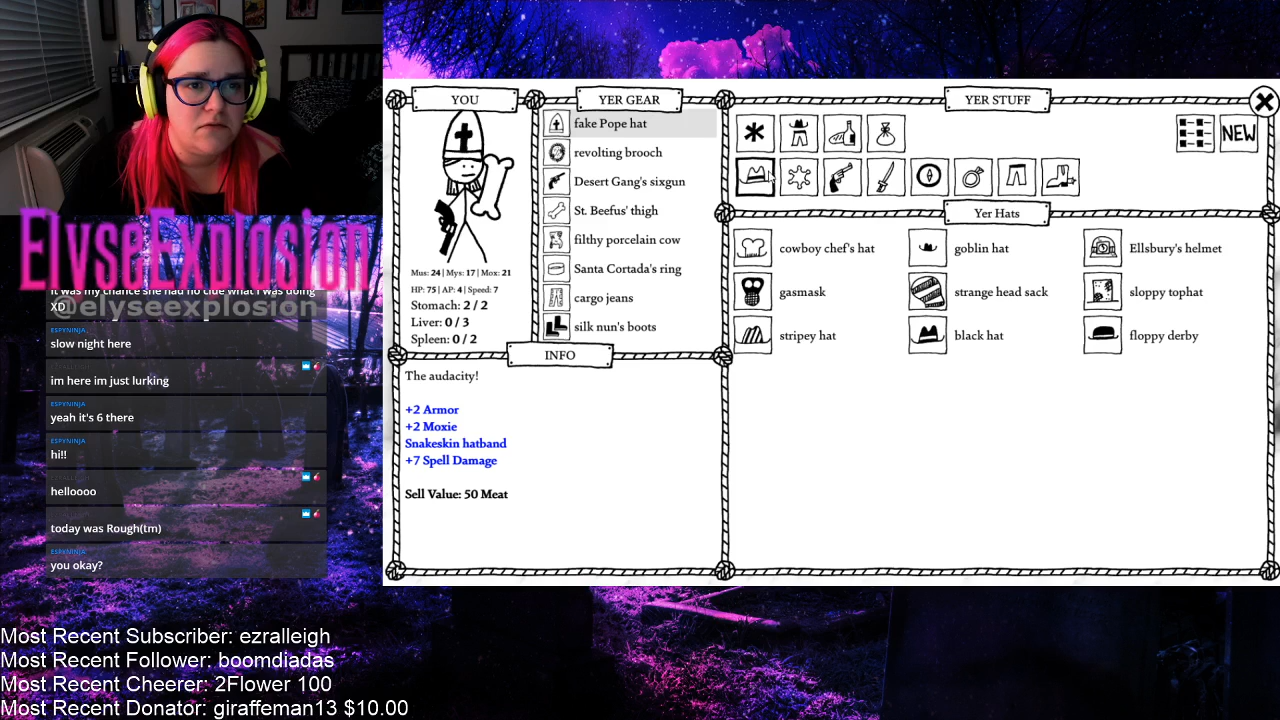 YOU
YER GEAR
YER STUFF
fake Pope hat
revolting brooch
Desert Gang's sixgun
St. Beefus' thigh
filthy porcelain cow
Santa Cortada's ring
cargo jeans
silk nun's boots
Mus: 24 | Mys: 17 | Mox: 21
HP: 75 | AP: 4 | Speed: 7
Stomach: 2 / 2
Liver: 0 / 3
Spleen: 0 / 2
NEW
Yer Hats
cowboy chef's hat
goblin hat
Ellsbury's helmet
gasmask
strange head sack
sloppy tophat
stripey hat
black hat
floppy derby
INFO
The audacity!
+2 Armor
+2 Moxie
Snakeskin hatband
+7 Spell Damage
Sell Value: 50 Meat
ElyseExplosion
@elyseexplosion
it was my chance she had no clue what I was doing
XD
ESPYNINJA
slow night here
im here im just lurking
ESPYNINJA
yeah it's 6 there
ESPYNINJA
hi!!
helloooo
today was Rough(tm)
ESPYNINJA
you okay?
Most Recent Subscriber: ezralleigh
Most Recent Follower: boomdiadas
Most Recent Cheerer: 2Flower 100
Most Recent Donator: giraffeman13 $10.00